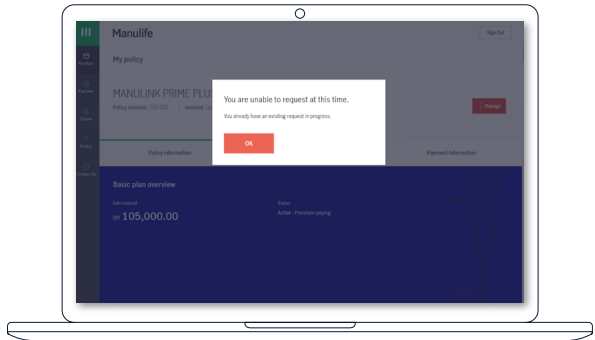 Manulife
Sign Out
Portfolio
My policy
Payment
MANULINK PRIME PLUS
Policy number
Insured
Manage
Claims
Profile
Contact Us
You are unable to request at this time.
You already have an existing request in progress.
OK
Policy information
Payment information
Basic plan overview
Sum insured
Status
105,000.00
Active - Premium paying